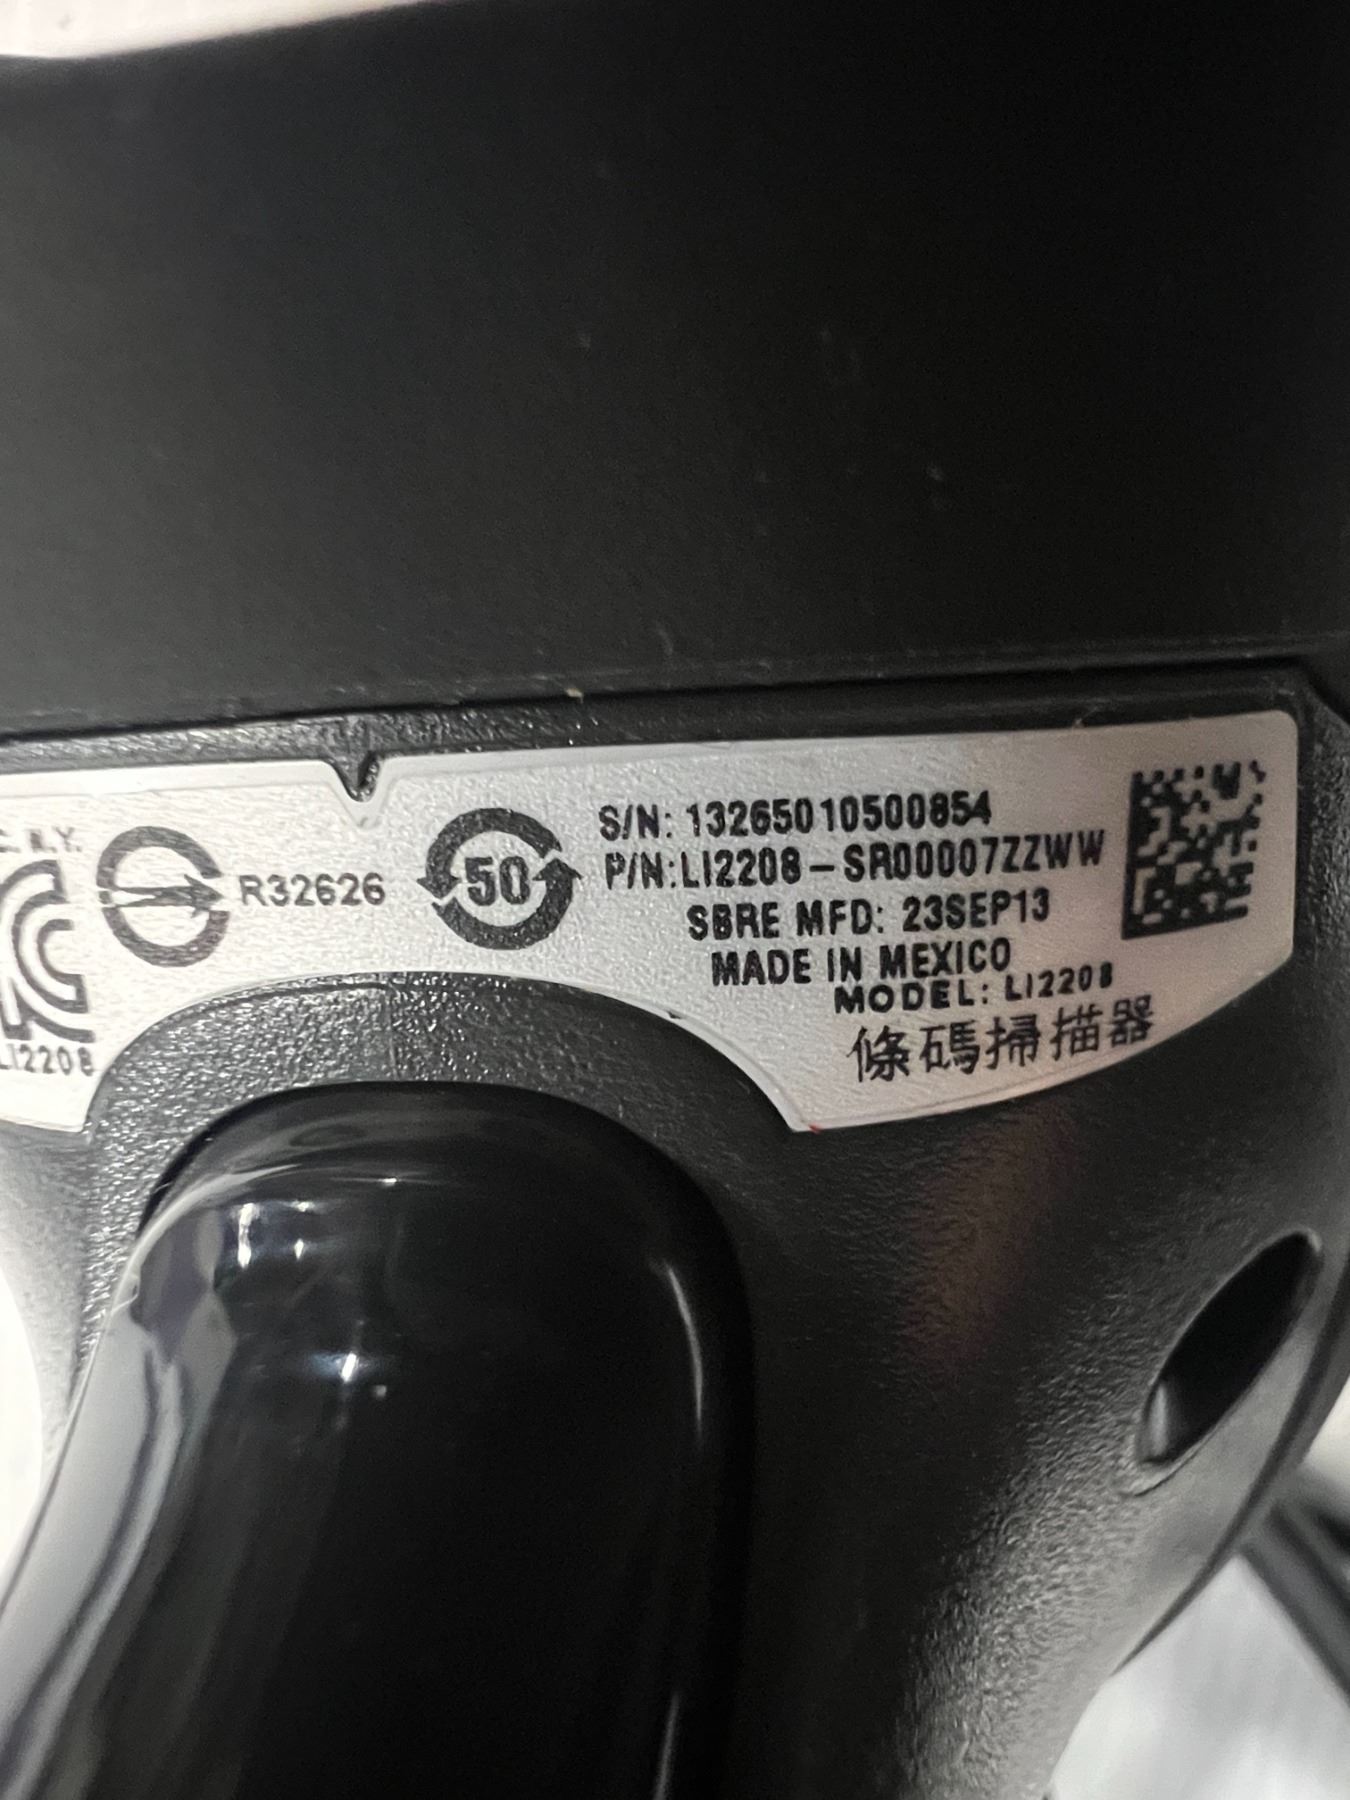 R32626
50
S/N: 13265010500854
P/N:LI2208-SR00007ZZWW
SBRE MFD: 23SEP13
MADE IN MEXICO
MODEL: LI2208
條碼掃描器
LI2208